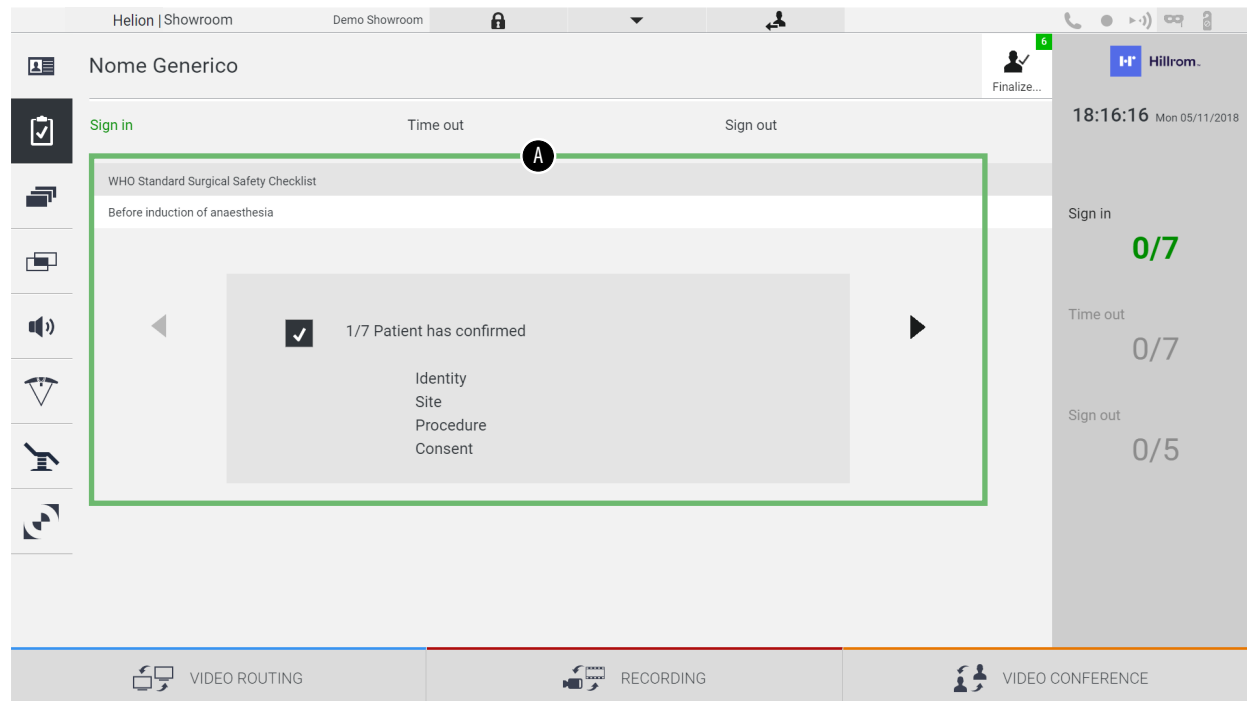 Helion | Showroom
Demo Showroom
Nome Generico
6
Finalize...
Hillrom™
18:16:16 Mon 05/11/2018
Sign in
Time out
Sign out
A
WHO Standard Surgical Safety Checklist
Before induction of anaesthesia
1/7 Patient has confirmed
Identity
Site
Procedure
Consent
Sign in
0/7
Time out
0/7
Sign out
0/5
VIDEO ROUTING
RECORDING
VIDEO CONFERENCE